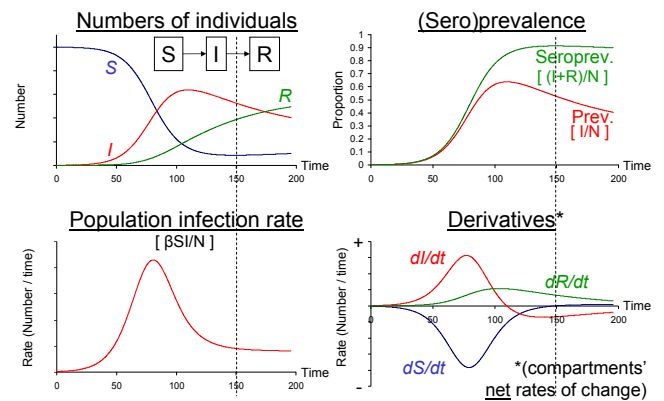 Numbers of individuals
S
I
R
S
R
I
Number
0
50
100
150
200
Time
(Sero)prevalence
1
0.9
0.8
0.7
0.6
0.5
0.4
0.3
0.2
0.1
0
Proportion
Seroprev.
[ (I+R)/N ]
Prev.
[ I/N ]
0
50
100
150
200
Time
Population infection rate
[ βSI/N ]
Rate (Number / time)
0
50
100
150
200
Time
Derivatives*
+
-
Rate (Number / time)
dI/dt
dR/dt
dS/dt
0
50
100
150
200
Time
*(compartments'
net rates of change)